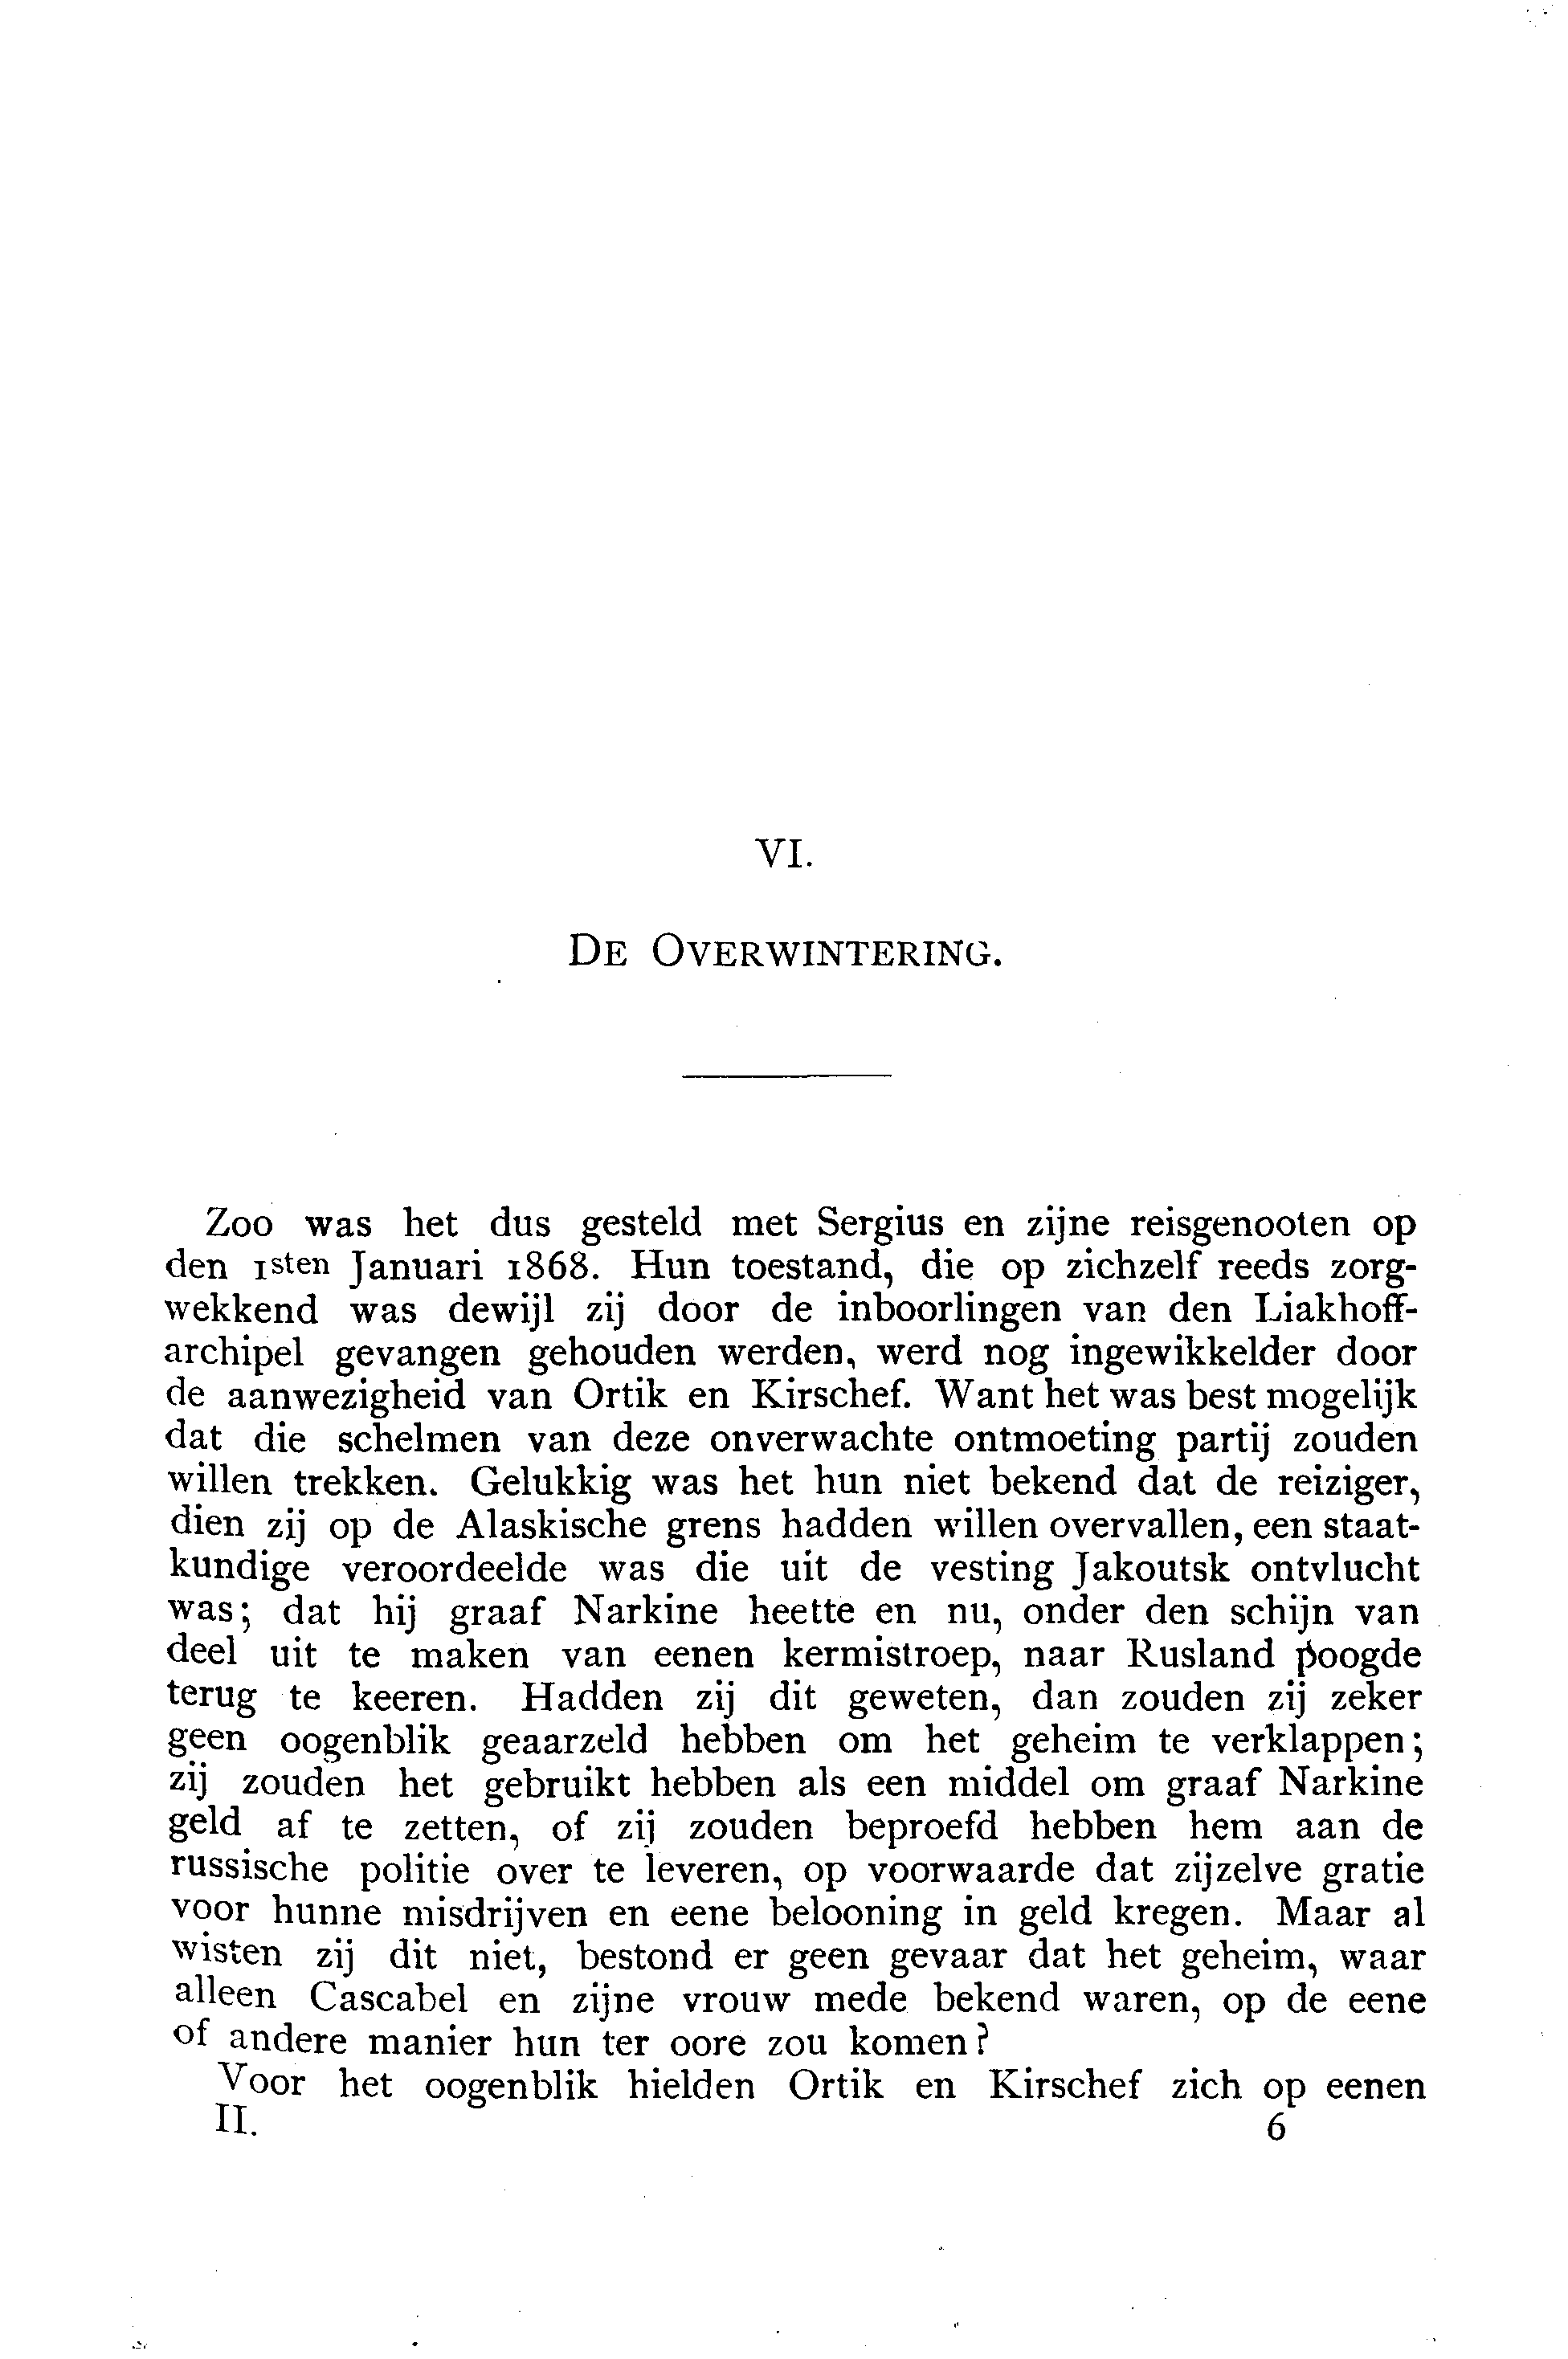 VI.
DE OVERWINTERING.
Zoo was het dus gesteld met Sergius en zijne reisgenooten op
den 1sten Januari 1868. Hun toestand, die op zichzelf reeds zorg-
wekkend was dewijl zij door de inboorlingen van den Liakhoff-
archipel gevangen gehouden werden, werd nog ingewikkelder door
de aanwezigheid van Ortik en Kirschef. Want het was best mogelijk
dat die schelmen van deze onverwachte ontmoeting partij zouden
willen trekken. Gelukkig was het hun niet bekend dat de reiziger,
dien zij op de Alaskische grens hadden willen overvallen, een staat-
kundige veroordeelde was die uit de vesting Jakoutsk ontvlucht
was; dat hij graaf Narkine heette en nu, onder den schijn van
deel uit te maken van eenen kermistroep, naar Rusland poogde
terug te keeren. Hadden zij dit geweten, dan zouden zij zeker
geen oogenblik geaarzeld hebben om het geheim te verklappen;
zij zouden het gebruikt hebben als een middel om graaf Narkine
geld af te zetten, of zij zouden beproefd hebben hem aan de
russische politie over te leveren, op voorwaarde dat zijzelve gratie
voor hunne misdrijven en eene belooning in geld kregen. Maar al
wisten zij dit niet, bestond er geen gevaar dat het geheim, waar
alleen Cascabel en zijne vrouw mede bekend waren, op de eene
of andere manier hun ter oore zou komen?
Voor het oogenblik hielden Ortik en Kirschef zich op eenen
II. 6